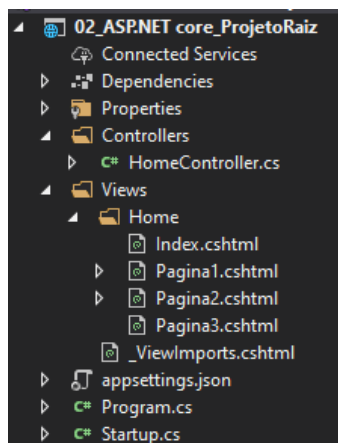 02_ASP.NET core_ProjetoRaiz
Connected Services
Dependencies
Properties
Controllers
C# HomeController.cs
Views
Home
Index.cshtml
Pagina1.cshtml
Pagina2.cshtml
Pagina3.cshtml
_ViewImports.cshtml
appsettings.json
C# Program.cs
C# Startup.cs